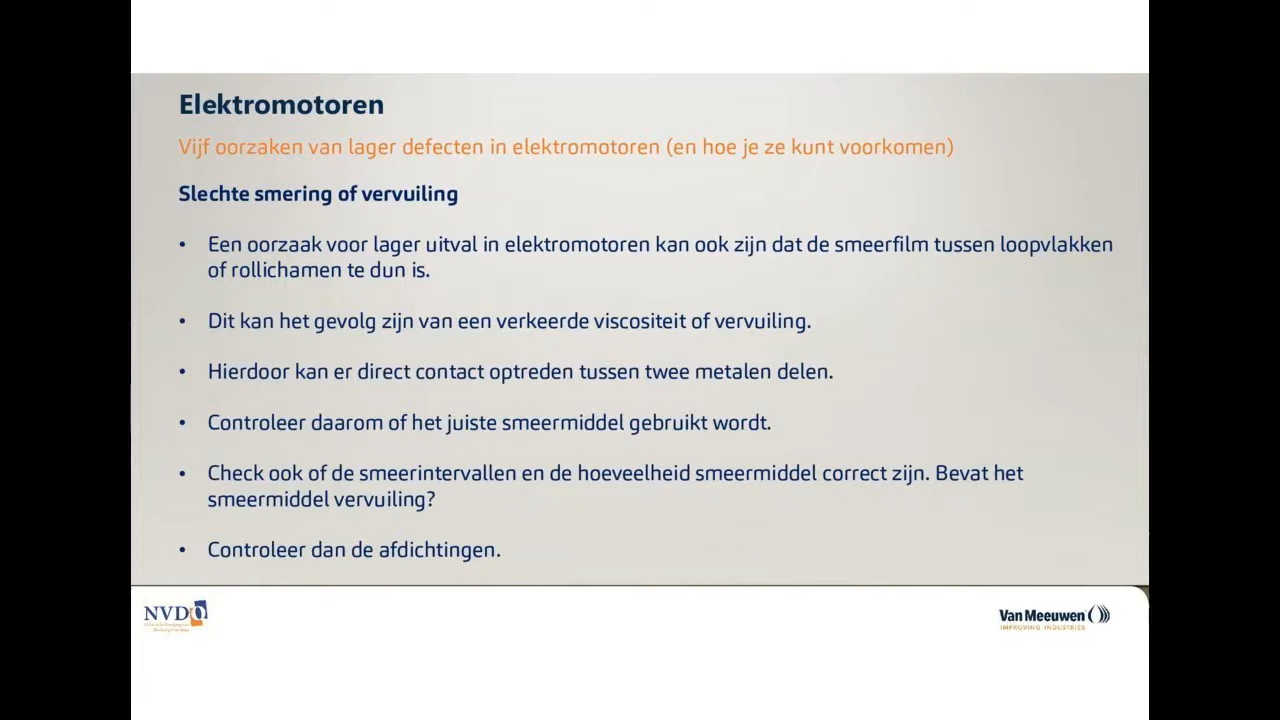 Elektromotoren
Vijf oorzaken van lager defecten in elektromotoren (en hoe je ze kunt voorkomen)
Slechte smering of vervuiling
• Een oorzaak voor lager uitval in elektromotoren kan ook zijn dat de smeerfilm tussen loopvlakken
of rollichamen te dun is.
• Dit kan het gevolg zijn van een verkeerde viscositeit of vervuiling.
• Hierdoor kan er direct contact optreden tussen twee metalen delen.
• Controleer daarom of het juiste smeermiddel gebruikt wordt.
• Check ook of de smeerintervallen en de hoeveelheid smeermiddel correct zijn. Bevat het
smeermiddel vervuiling?
• Controleer dan de afdichtingen.
NVDO
Van Meeuwen
IMPROVING INDUSTRIES